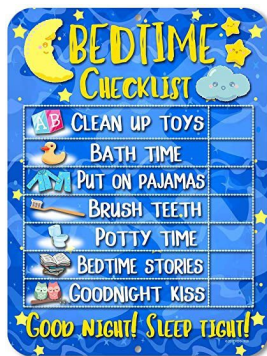 BEDTIME
CHECKLIST
AB CLEAN UP TOYS
BATH TIME
PUT ON PAJAMAS
BRUSH TEETH
POTTY TIME
BEDTIME STORIES
GOODNIGHT KISS
GOOD NIGHT! SLEEP TIGHT!